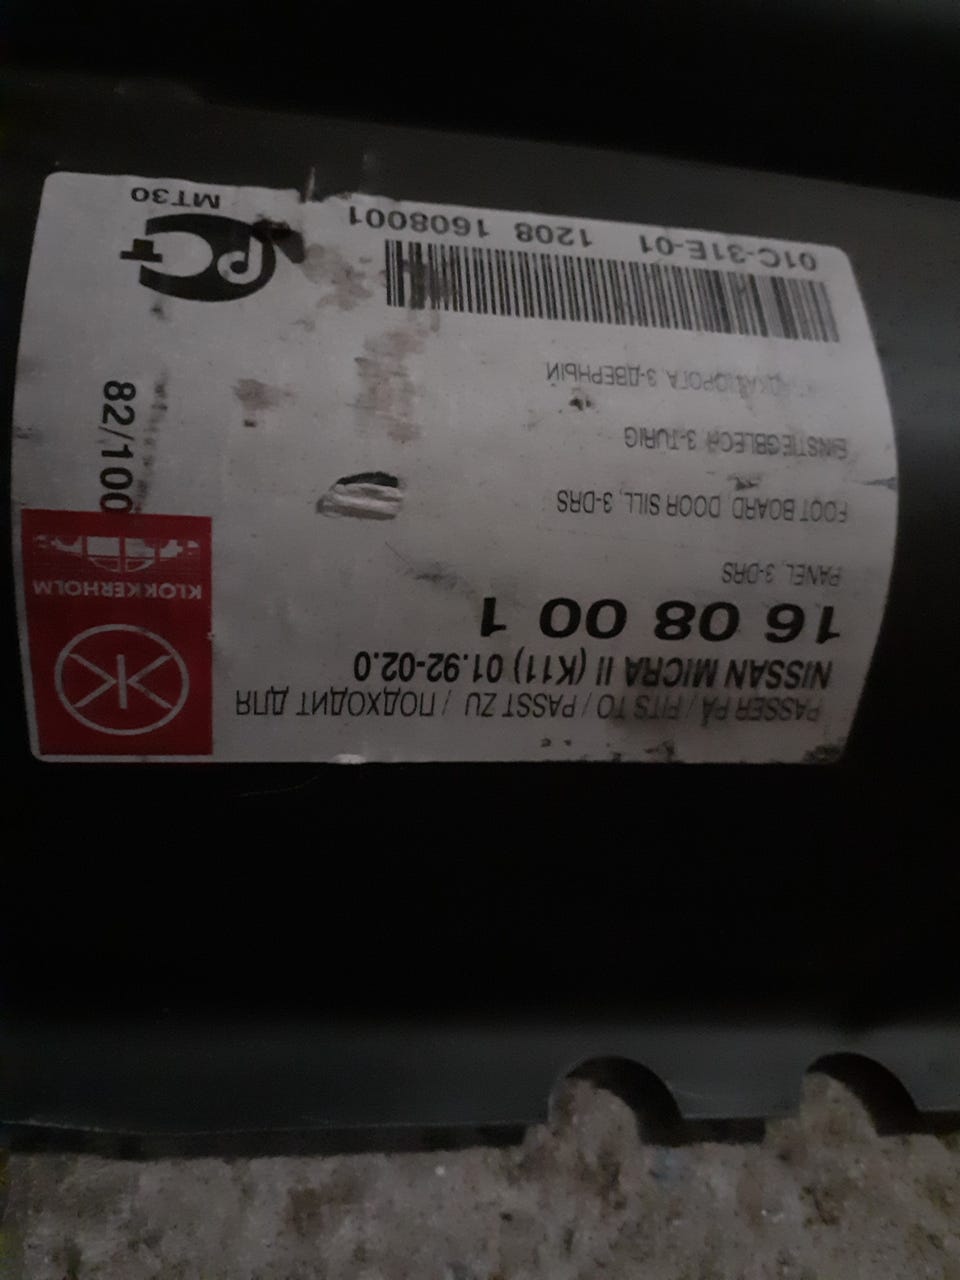 PASSER PÅ / FITS TO / PASST ZU / ПОДХОДИТ ДЛЯ
NISSAN MICRA II (K11) 01.92-02.0
16 08 00 1
PANEL, 3-DRS
FOOT BOARD, DOOR SILL, 3-DRS
EINSTIEGBLECH 3-TÜRIG
ПОРОГА, 3-ДВЕРНЫЙ
01C-31E-01 1208 1608001
KLOKKERHOLM
82/100
PCT
MT30